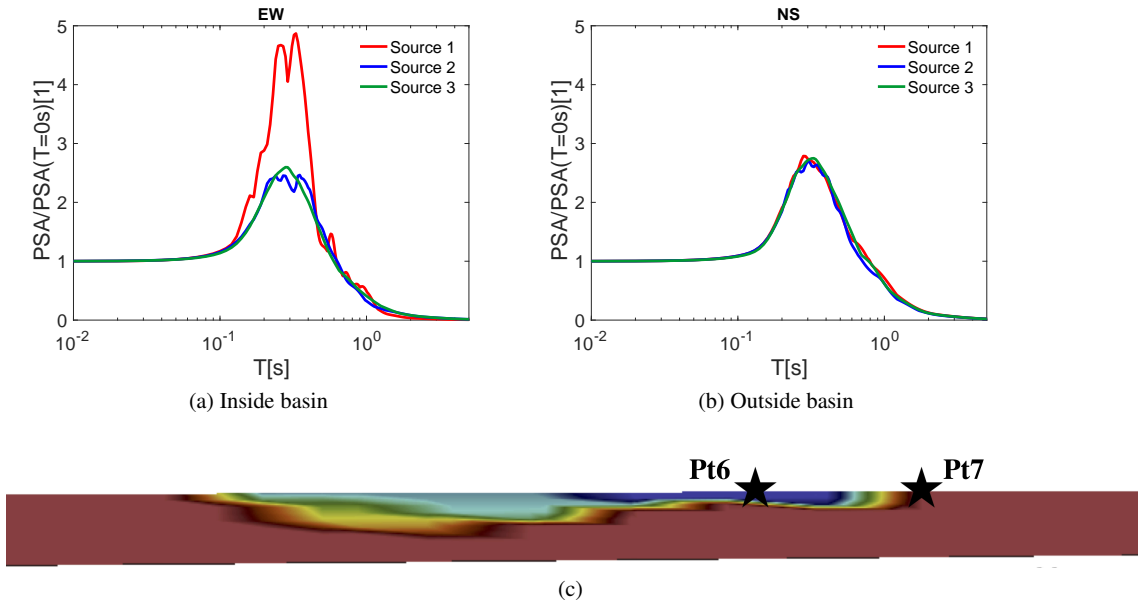 EW
5
4
3
2
1
0
PSA/PSA(T=0s)[1]
Source 1
Source 2
Source 3
10^-2
10^-1
10^0
T[s]
(a) Inside basin
NS
5
4
3
2
1
0
PSA/PSA(T=0s)[1]
Source 1
Source 2
Source 3
10^-2
10^-1
10^0
T[s]
(b) Outside basin
Pt6
Pt7
(c)